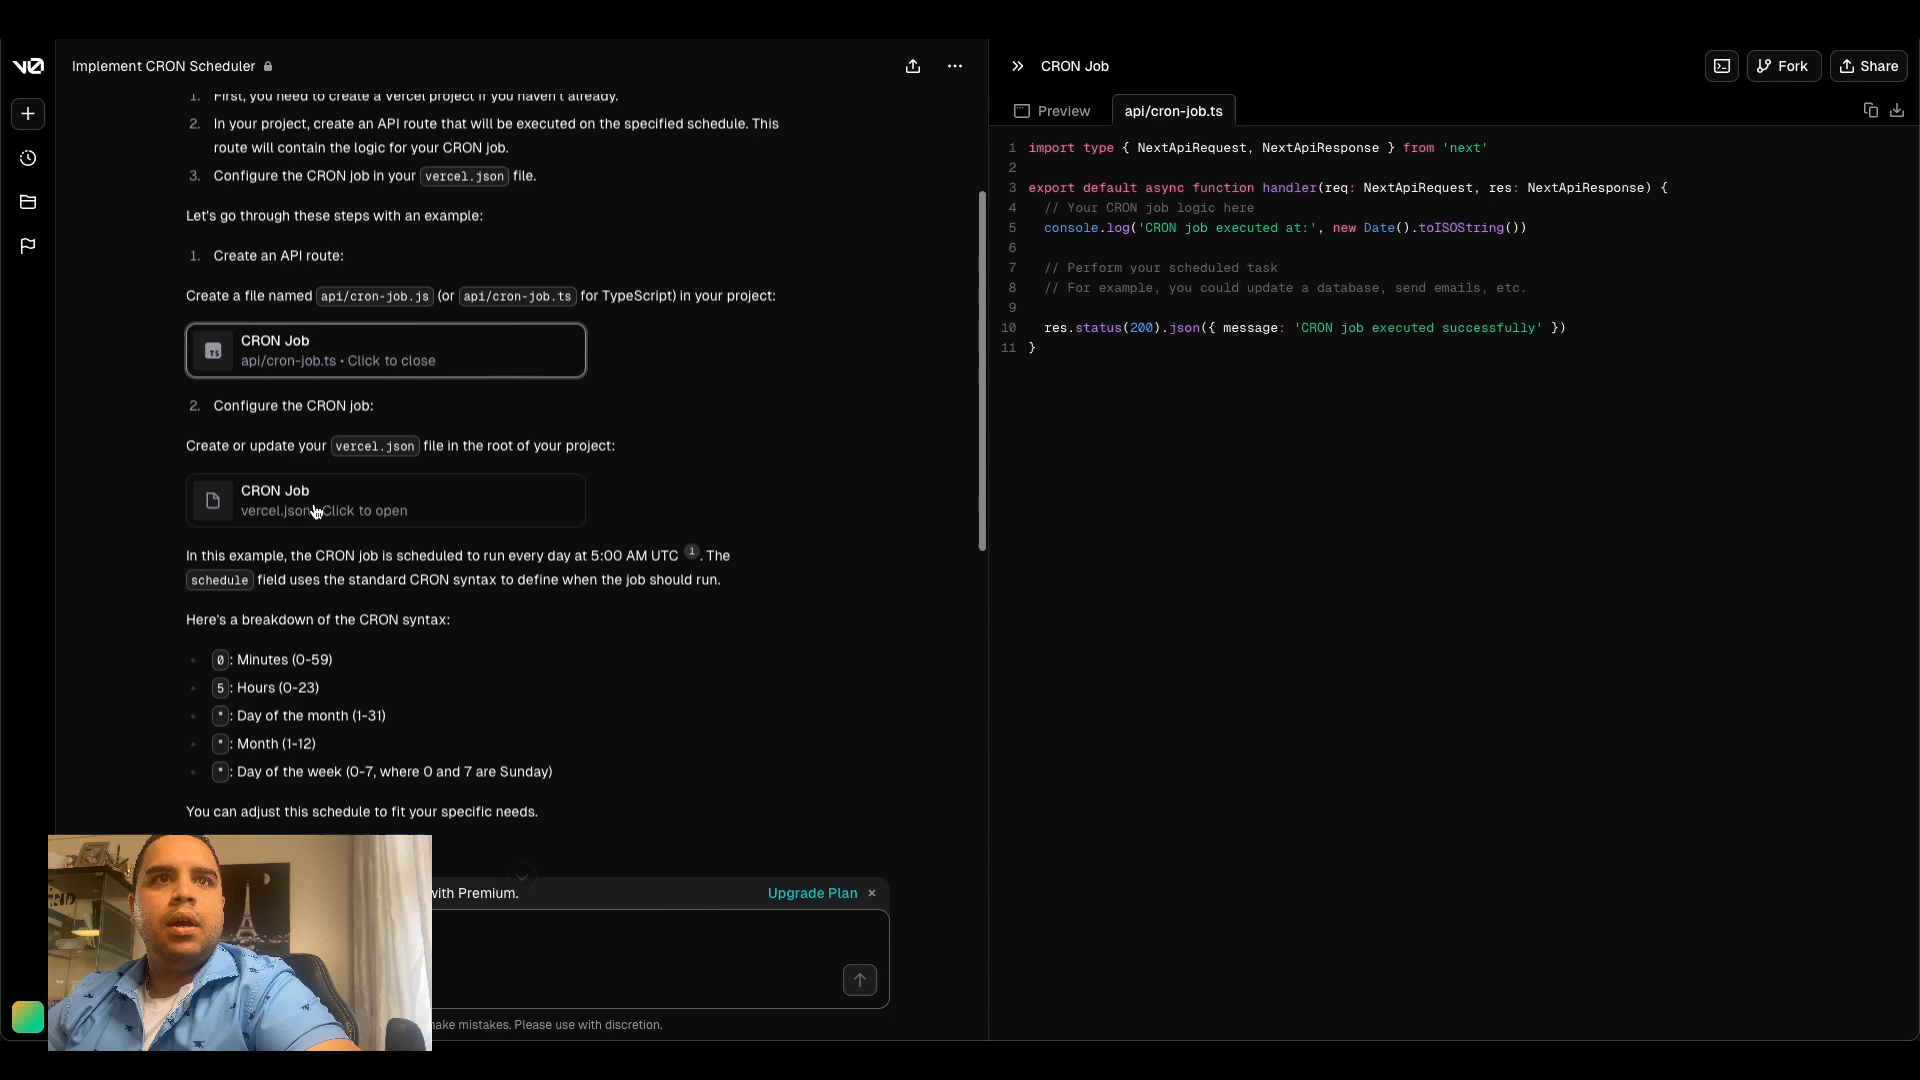 v0
Implement CRON Scheduler
1. First, you need to create a Vercel project if you haven't already.
2. In your project, create an API route that will be executed on the specified schedule. This
route will contain the logic for your CRON job.
3. Configure the CRON job in your vercel.json file.
Let's go through these steps with an example:
1. Create an API route:
Create a file named api/cron-job.js (or api/cron-job.ts for TypeScript) in your project:
TS
CRON Job
api/cron-job.ts • Click to close
2. Configure the CRON job:
Create or update your vercel.json file in the root of your project:
CRON Job
vercel.json Click to open
In this example, the CRON job is scheduled to run every day at 5:00 AM UTC 1. The
schedule field uses the standard CRON syntax to define when the job should run.
Here's a breakdown of the CRON syntax:
0: Minutes (0-59)
5: Hours (0-23)
*: Day of the month (1-31)
*: Month (1-12)
*: Day of the week (0-7, where 0 and 7 are Sunday)
You can adjust this schedule to fit your specific needs.
with Premium.
Upgrade Plan
make mistakes. Please use with discretion.
CRON Job
Fork
Share
Preview
api/cron-job.ts
1 import type { NextApiRequest, NextApiResponse } from 'next'
2
3 export default async function handler(req: NextApiRequest, res: NextApiResponse) {
4 // Your CRON job logic here
5 console.log('CRON job executed at:', new Date().toISOString())
6
7 // Perform your scheduled task
8 // For example, you could update a database, send emails, etc.
9
10 res.status(200).json({ message: 'CRON job executed successfully' })
11 }